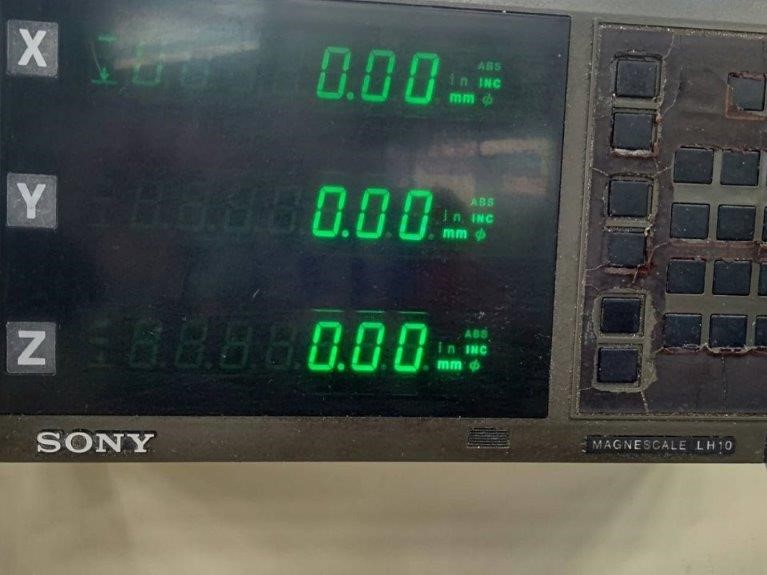 X 0.00 ABS in INC mm φ
Y 0.00 ABS in INC mm φ
Z 0.00 ABS in INC mm φ
SONY MAGNESCALE LH10